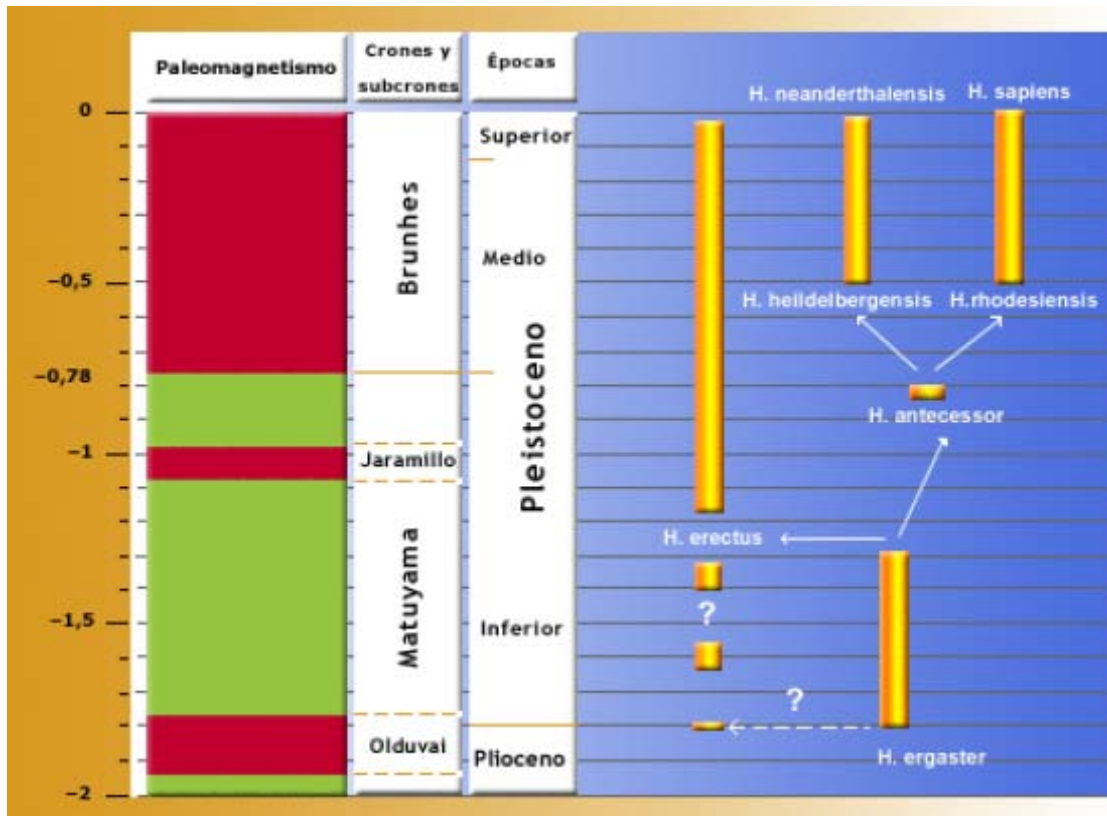 Paleomagnetismo
Crones y
subcrones
Épocas
0
−0,5
−0,78
−1
−1,5
−2
Brunhes
Jaramillo
Matuyama
Olduvai
Superior
Medio
Pleistoceno
Inferior
Plioceno
H. neanderthalensis
H. sapiens
H. heildelbergensis
H.rhodesiensis
H. antecessor
H. erectus
?
?
H. ergaster